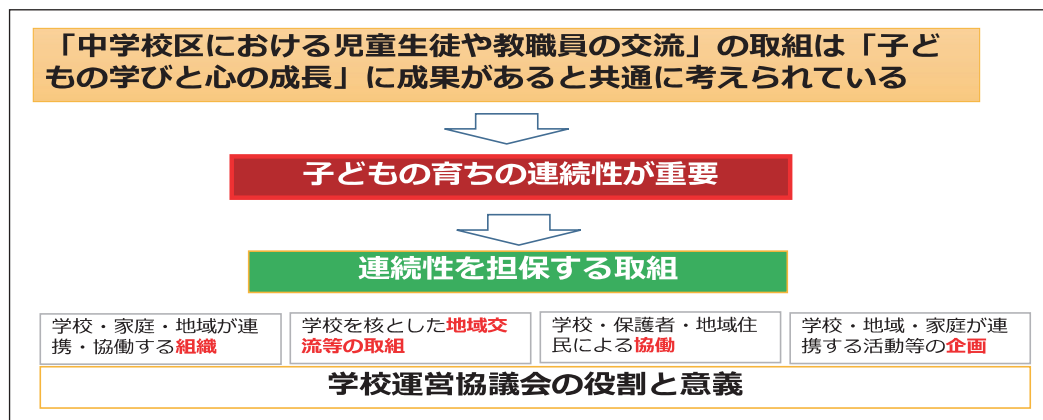 「中学校区における児童生徒や教職員の交流」の取組は「子ど
もの学びと心の成長」に成果があると共通に考えられている
子どもの育ちの連続性が重要
連続性を担保する取組
学校・家庭・地域が連
携・協働する組織
学校を核とした地域交
流等の取組
学校・保護者・地域住
民による協働
学校・地域・家庭が連
携する活動等の企画
学校運営協議会の役割と意義